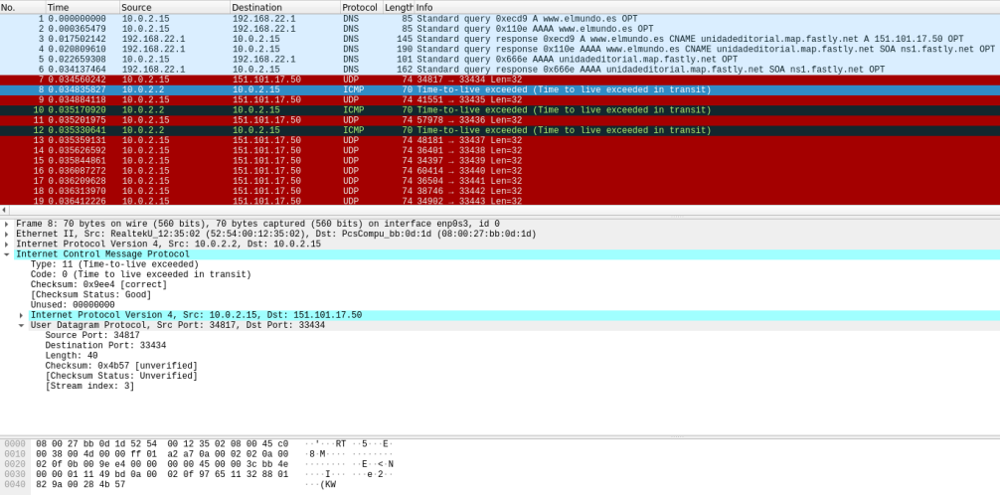 No. Time Source Destination Protocol Length Info
1 0.000000000 10.0.2.15 192.168.22.1 DNS 85 Standard query 0xecd9 A www.elmundo.es OPT
2 0.000365479 10.0.2.15 192.168.22.1 DNS 85 Standard query 0x110e AAAA www.elmundo.es OPT
3 0.017502142 192.168.22.1 10.0.2.15 DNS 145 Standard query response 0xecd9 A www.elmundo.es CNAME unidadeditorial.map.fastly.net A 151.101.17.50 OPT
4 0.020809610 192.168.22.1 10.0.2.15 DNS 190 Standard query response 0x110e AAAA www.elmundo.es CNAME unidadeditorial.map.fastly.net SOA ns1.fastly.net OPT
5 0.022659308 10.0.2.15 192.168.22.1 DNS 101 Standard query 0x666e AAAA unidadeditorial.map.fastly.net OPT
6 0.034137464 192.168.22.1 10.0.2.15 DNS 162 Standard query response 0x666e AAAA unidadeditorial.map.fastly.net SOA ns1.fastly.net OPT
7 0.034560242 10.0.2.15 151.101.17.50 UDP 74 34817 → 33434 Len=32
8 0.034835827 10.0.2.2 10.0.2.15 ICMP 70 Time-to-live exceeded (Time to live exceeded in transit)
9 0.034884118 10.0.2.15 151.101.17.50 UDP 74 41551 → 33435 Len=32
10 0.035170920 10.0.2.2 10.0.2.15 ICMP 70 Time-to-live exceeded (Time to live exceeded in transit)
11 0.035201975 10.0.2.15 151.101.17.50 UDP 74 57978 → 33436 Len=32
12 0.035330641 10.0.2.2 10.0.2.15 ICMP 70 Time-to-live exceeded (Time to live exceeded in transit)
13 0.035359131 10.0.2.15 151.101.17.50 UDP 74 48181 → 33437 Len=32
14 0.035626592 10.0.2.15 151.101.17.50 UDP 74 36401 → 33438 Len=32
15 0.035844861 10.0.2.15 151.101.17.50 UDP 74 34397 → 33439 Len=32
16 0.036087272 10.0.2.15 151.101.17.50 UDP 74 60414 → 33440 Len=32
17 0.036209628 10.0.2.15 151.101.17.50 UDP 74 36504 → 33441 Len=32
18 0.036313970 10.0.2.15 151.101.17.50 UDP 74 38746 → 33442 Len=32
19 0.036412226 10.0.2.15 151.101.17.50 UDP 74 34902 → 33443 Len=32
Frame 8: 70 bytes on wire (560 bits), 70 bytes captured (560 bits) on interface enp0s3, id 0
Ethernet II, Src: RealtekU_12:35:02 (52:54:00:12:35:02), Dst: PcsCompu_bb:0d:1d (08:00:27:bb:0d:1d)
Internet Protocol Version 4, Src: 10.0.2.2, Dst: 10.0.2.15
Internet Control Message Protocol
Type: 11 (Time-to-live exceeded)
Code: 0 (Time to live exceeded in transit)
Checksum: 0x9ee4 [correct]
[Checksum Status: Good]
Unused: 00000000
Internet Protocol Version 4, Src: 10.0.2.15, Dst: 151.101.17.50
User Datagram Protocol, Src Port: 34817, Dst Port: 33434
Source Port: 34817
Destination Port: 33434
Length: 40
Checksum: 0x4b57 [unverified]
[Checksum Status: Unverified]
[Stream index: 3]
0000 08 00 27 bb 0d 1d 52 54 00 12 35 02 08 00 45 c0 ··'···RT ··5···E·
0010 00 38 00 4d 00 00 ff 01 a2 a7 0a 00 02 02 0a 00 ·8·M···· ········
0020 02 0f 0b 00 9e e4 00 00 00 00 45 00 00 3c bb 4e ········ ··E··<·N
0030 00 00 01 11 49 bd 0a 00 02 0f 97 65 11 32 88 01 ····I··· ···e·2··
0040 82 9a 00 28 4b 57 ···(KW